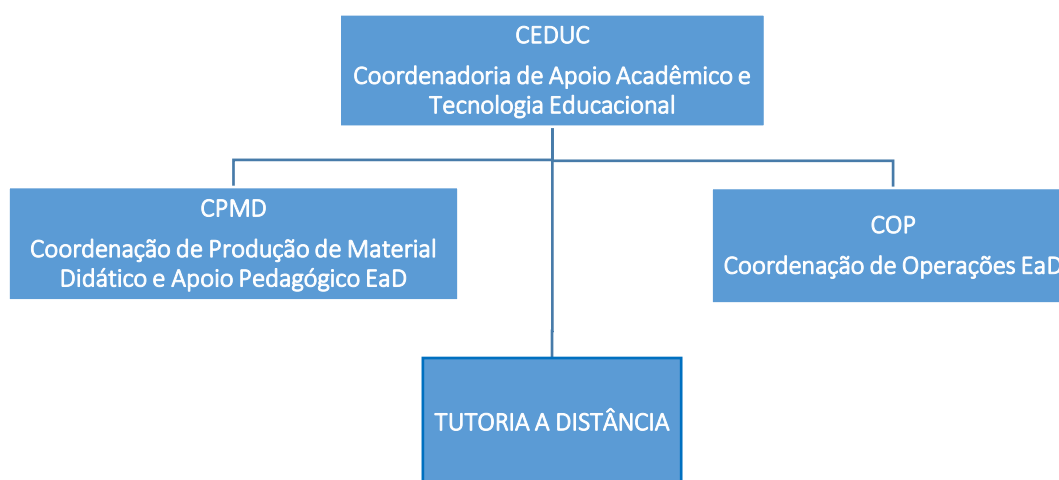 CEDUC
Coordenadoria de Apoio Acadêmico e
Tecnologia Educacional
CPMD
Coordenação de Produção de Material
Didático e Apoio Pedagógico EaD
COP
Coordenação de Operações EaD
TUTORIA A DISTÂNCIA